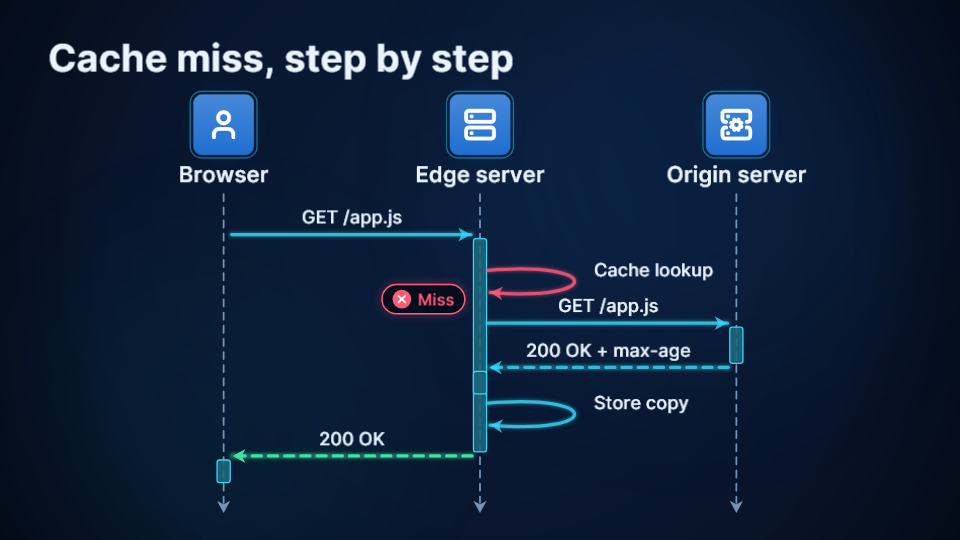 Cache miss, step by step
Browser
Edge server
Origin server
GET /app.js
Cache lookup
Miss
GET /app.js
200 OK + max-age
Store copy
200 OK